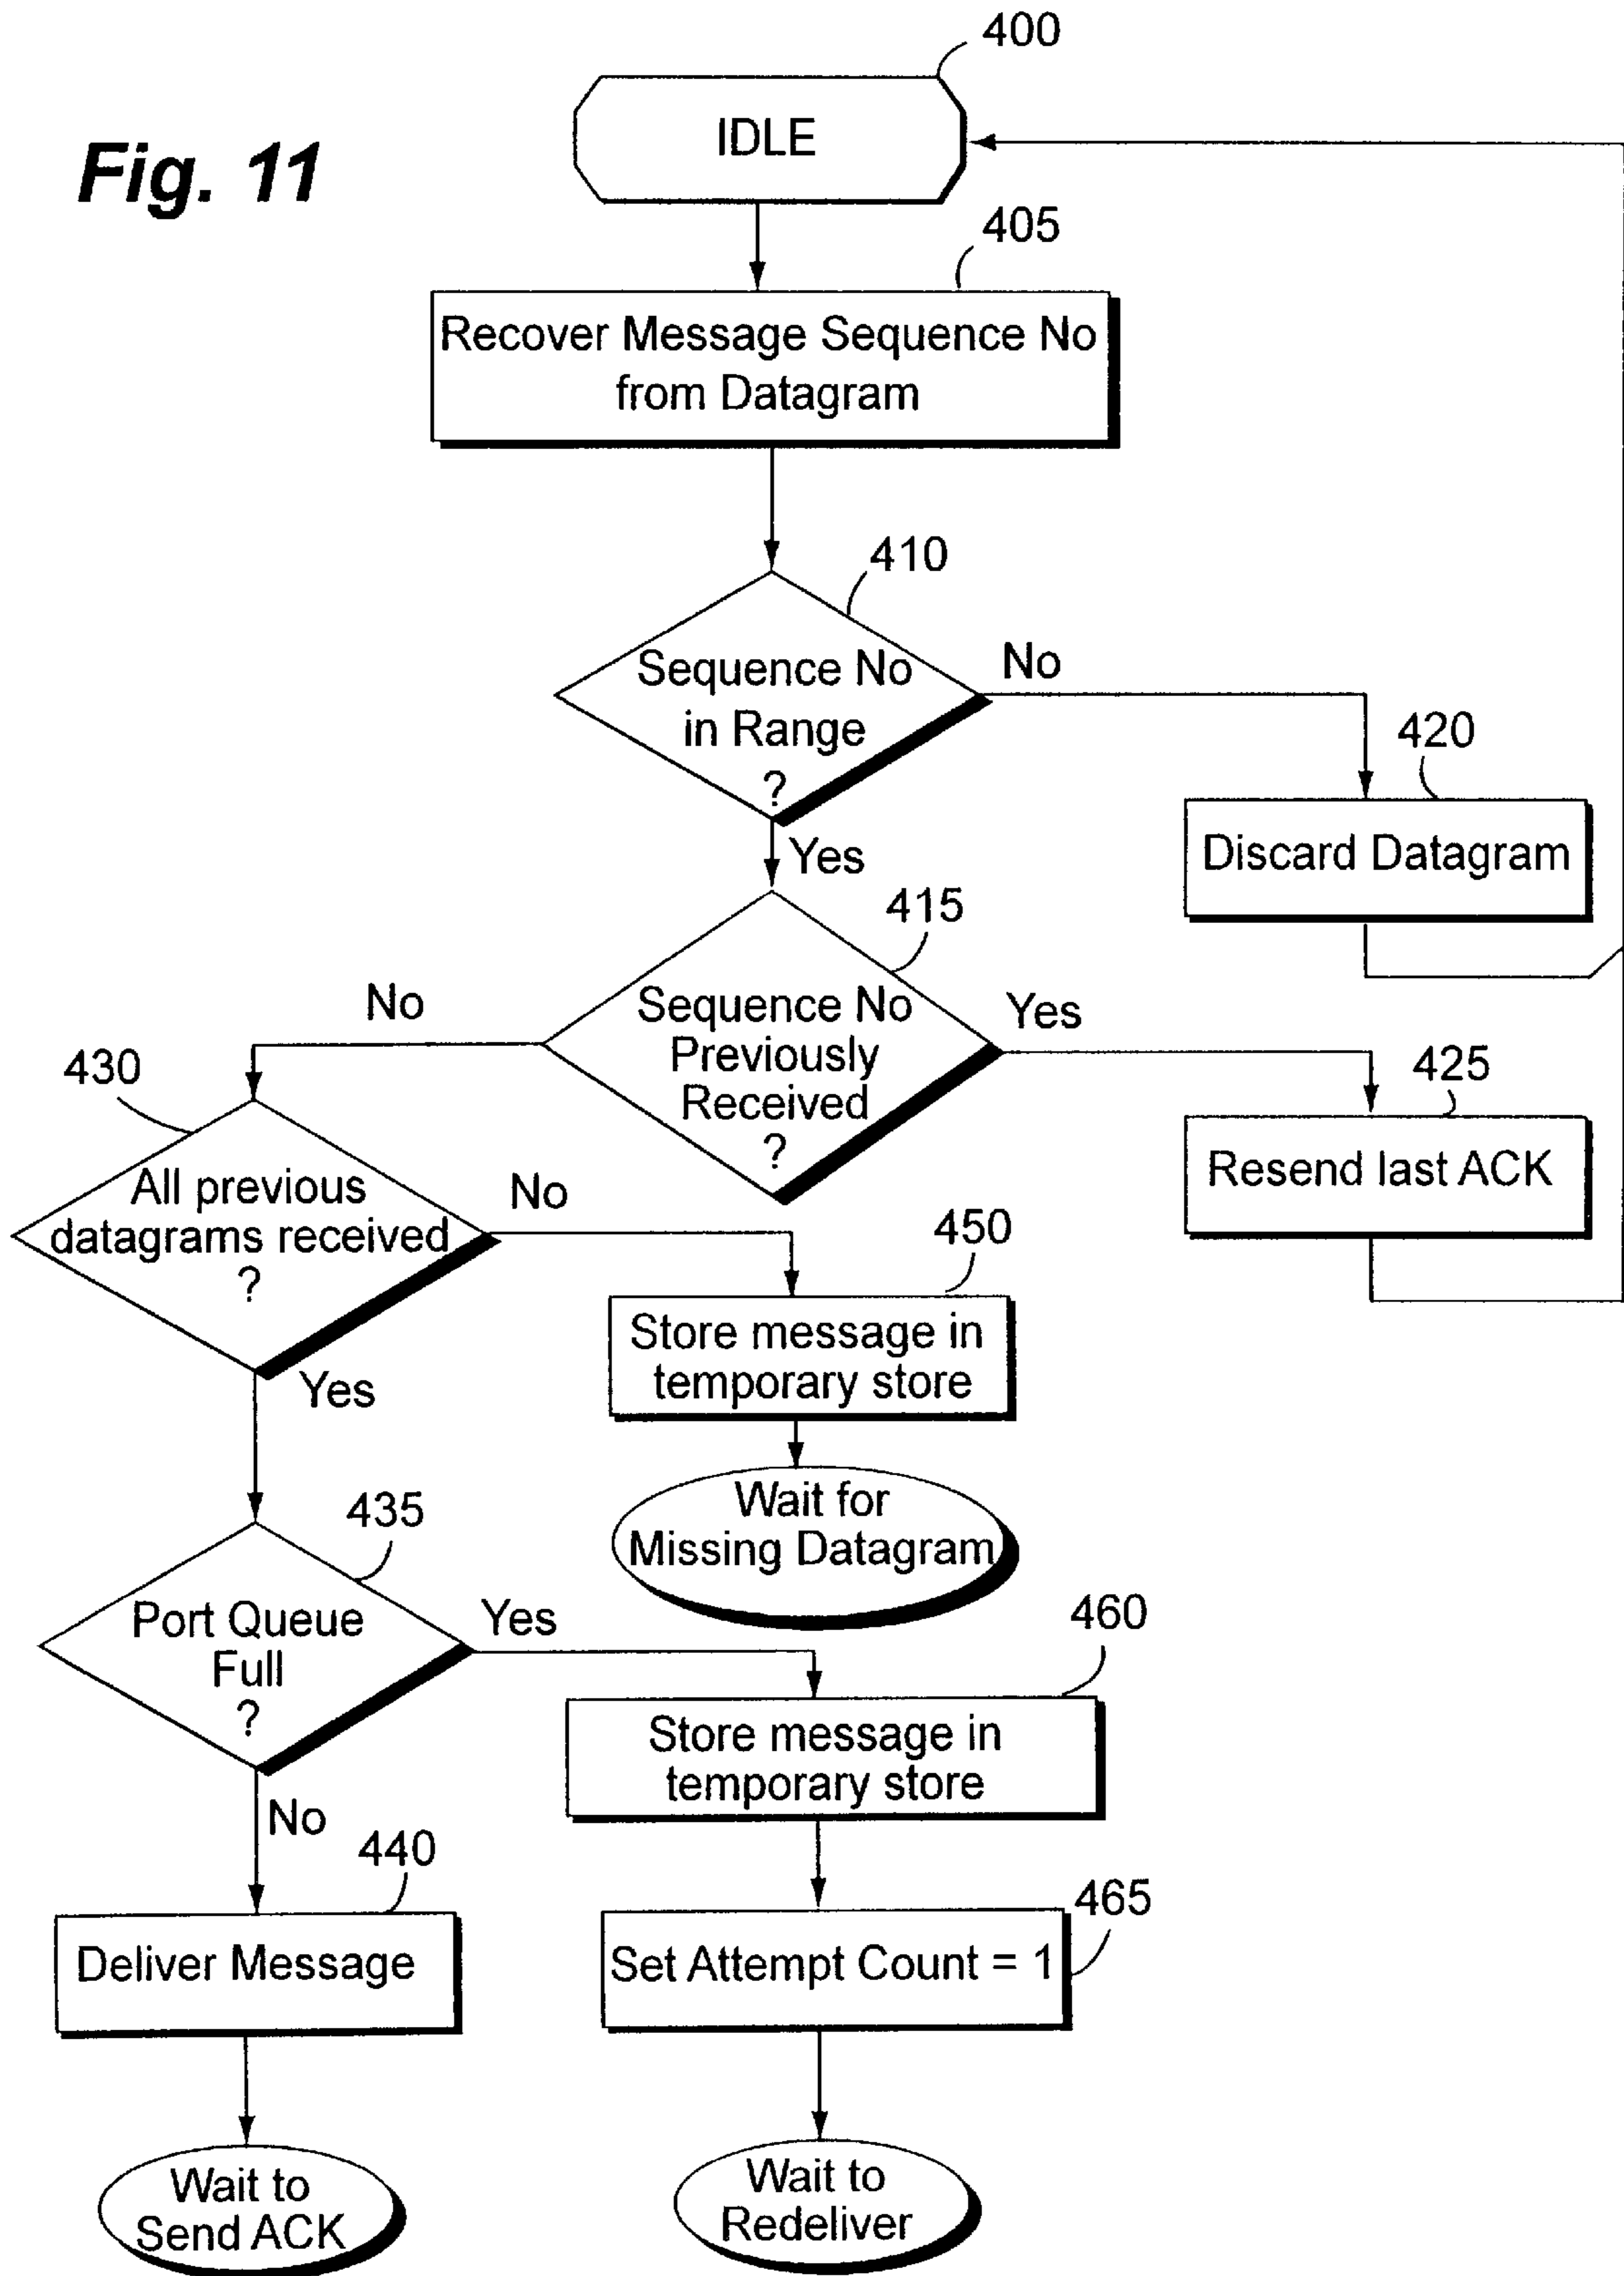 Fig. 11
400
IDLE
405
Recover Message Sequence No
from Datagram
410
Sequence No
in Range
?
No
Yes
420
Discard Datagram
415
Sequence No
Previously
Received
?
No
Yes
425
Resend last ACK
430
All previous
datagrams received
?
No
Yes
450
Store message in
temporary store
Wait for
Missing Datagram
435
Port Queue
Full
?
Yes
No
460
Store message in
temporary store
440
Deliver Message
465
Set Attempt Count = 1
Wait to
Send ACK
Wait to
Redeliver